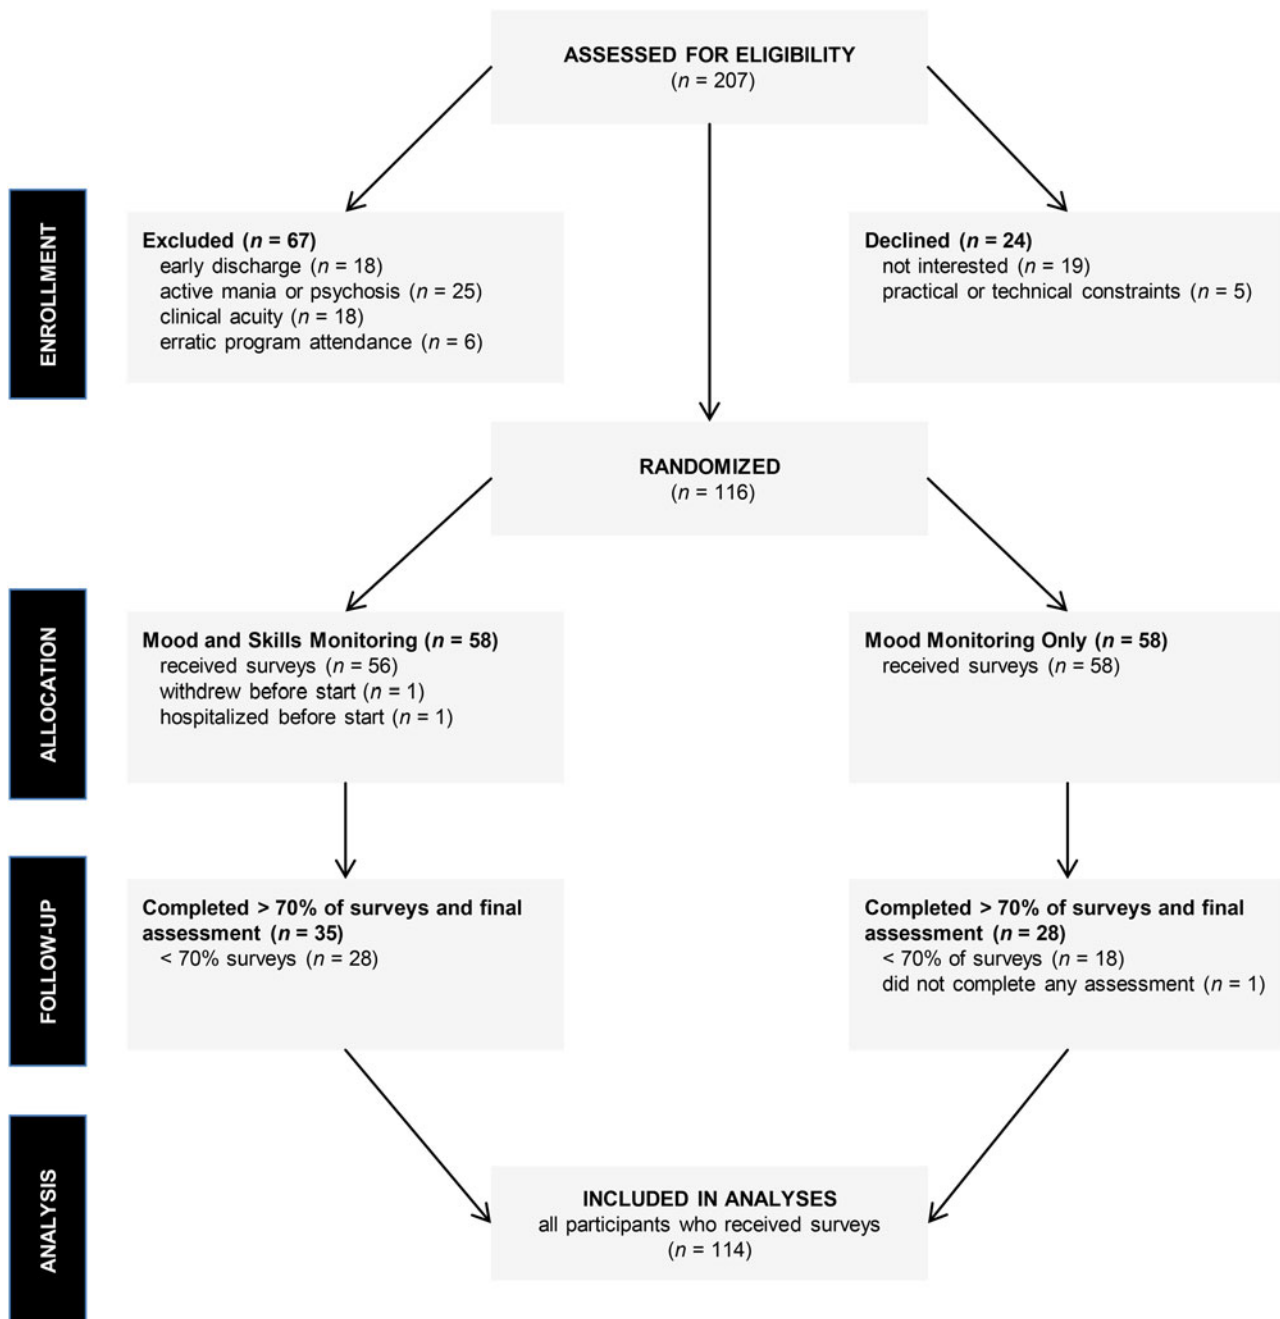 ASSESSED FOR ELIGIBILITY
(n = 207)
ENROLLMENT
Excluded (n = 67)
early discharge (n = 18)
active mania or psychosis (n = 25)
clinical acuity (n = 18)
erratic program attendance (n = 6)
Declined (n = 24)
not interested (n = 19)
practical or technical constraints (n = 5)
RANDOMIZED
(n = 116)
ALLOCATION
Mood and Skills Monitoring (n = 58)
received surveys (n = 56)
withdrew before start (n = 1)
hospitalized before start (n = 1)
Mood Monitoring Only (n = 58)
received surveys (n = 58)
FOLLOW-UP
Completed > 70% of surveys and final
assessment (n = 35)
< 70% surveys (n = 28)
Completed > 70% of surveys and final
assessment (n = 28)
< 70% of surveys (n = 18)
did not complete any assessment (n = 1)
ANALYSIS
INCLUDED IN ANALYSES
all participants who received surveys
(n = 114)